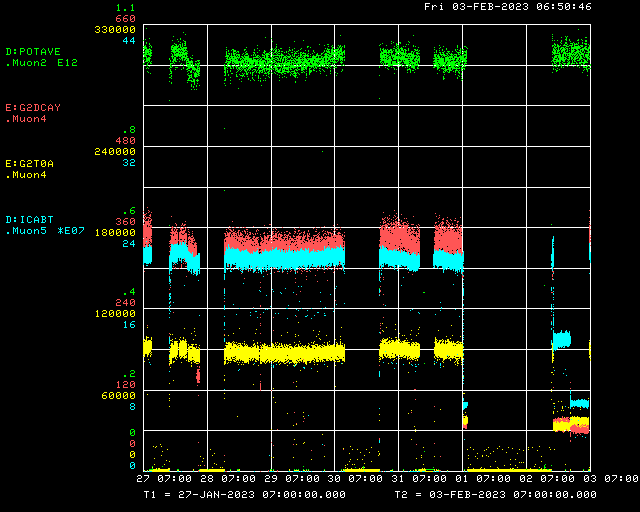 Fri 03-FEB-2023 06:50:46
1.1
660
330000
44
D:POTAVE
.Muon2 E12
E:G2DCAY
.Muon4
.8
480
240000
32
E:G2T0A
.Muon4
D:ICABT
.Muon5 *E07
.6
360
180000
24
.4
240
120000
16
.2
120
60000
8
0
0
0
0
27 07:00 28 07:00 29 07:00 30 07:00 31 07:00 01 07:00 02 07:00 03 07:00
T1 = 27-JAN-2023 07:00:00.000 T2 = 03-FEB-2023 07:00:00.000